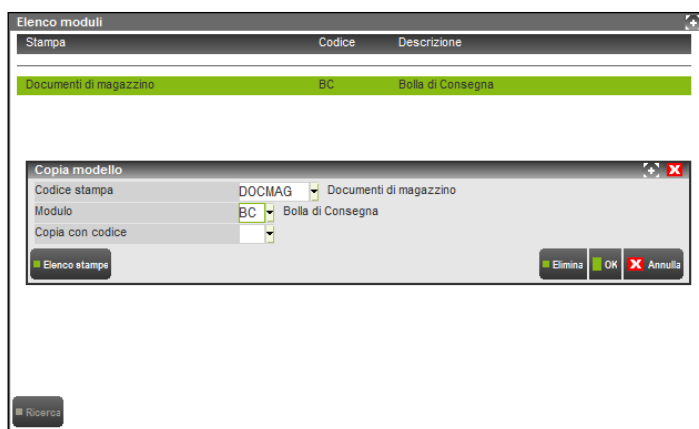 Elenco moduli
Stampa Codice Descrizione
Documenti di magazzino BC Bolla di Consegna
Copia modello
Codice stampa DOCMAG Documenti di magazzino
Modulo BC Bolla di Consegna
Copia con codice
Elenco stampe Elimina OK Annulla
Ricerca